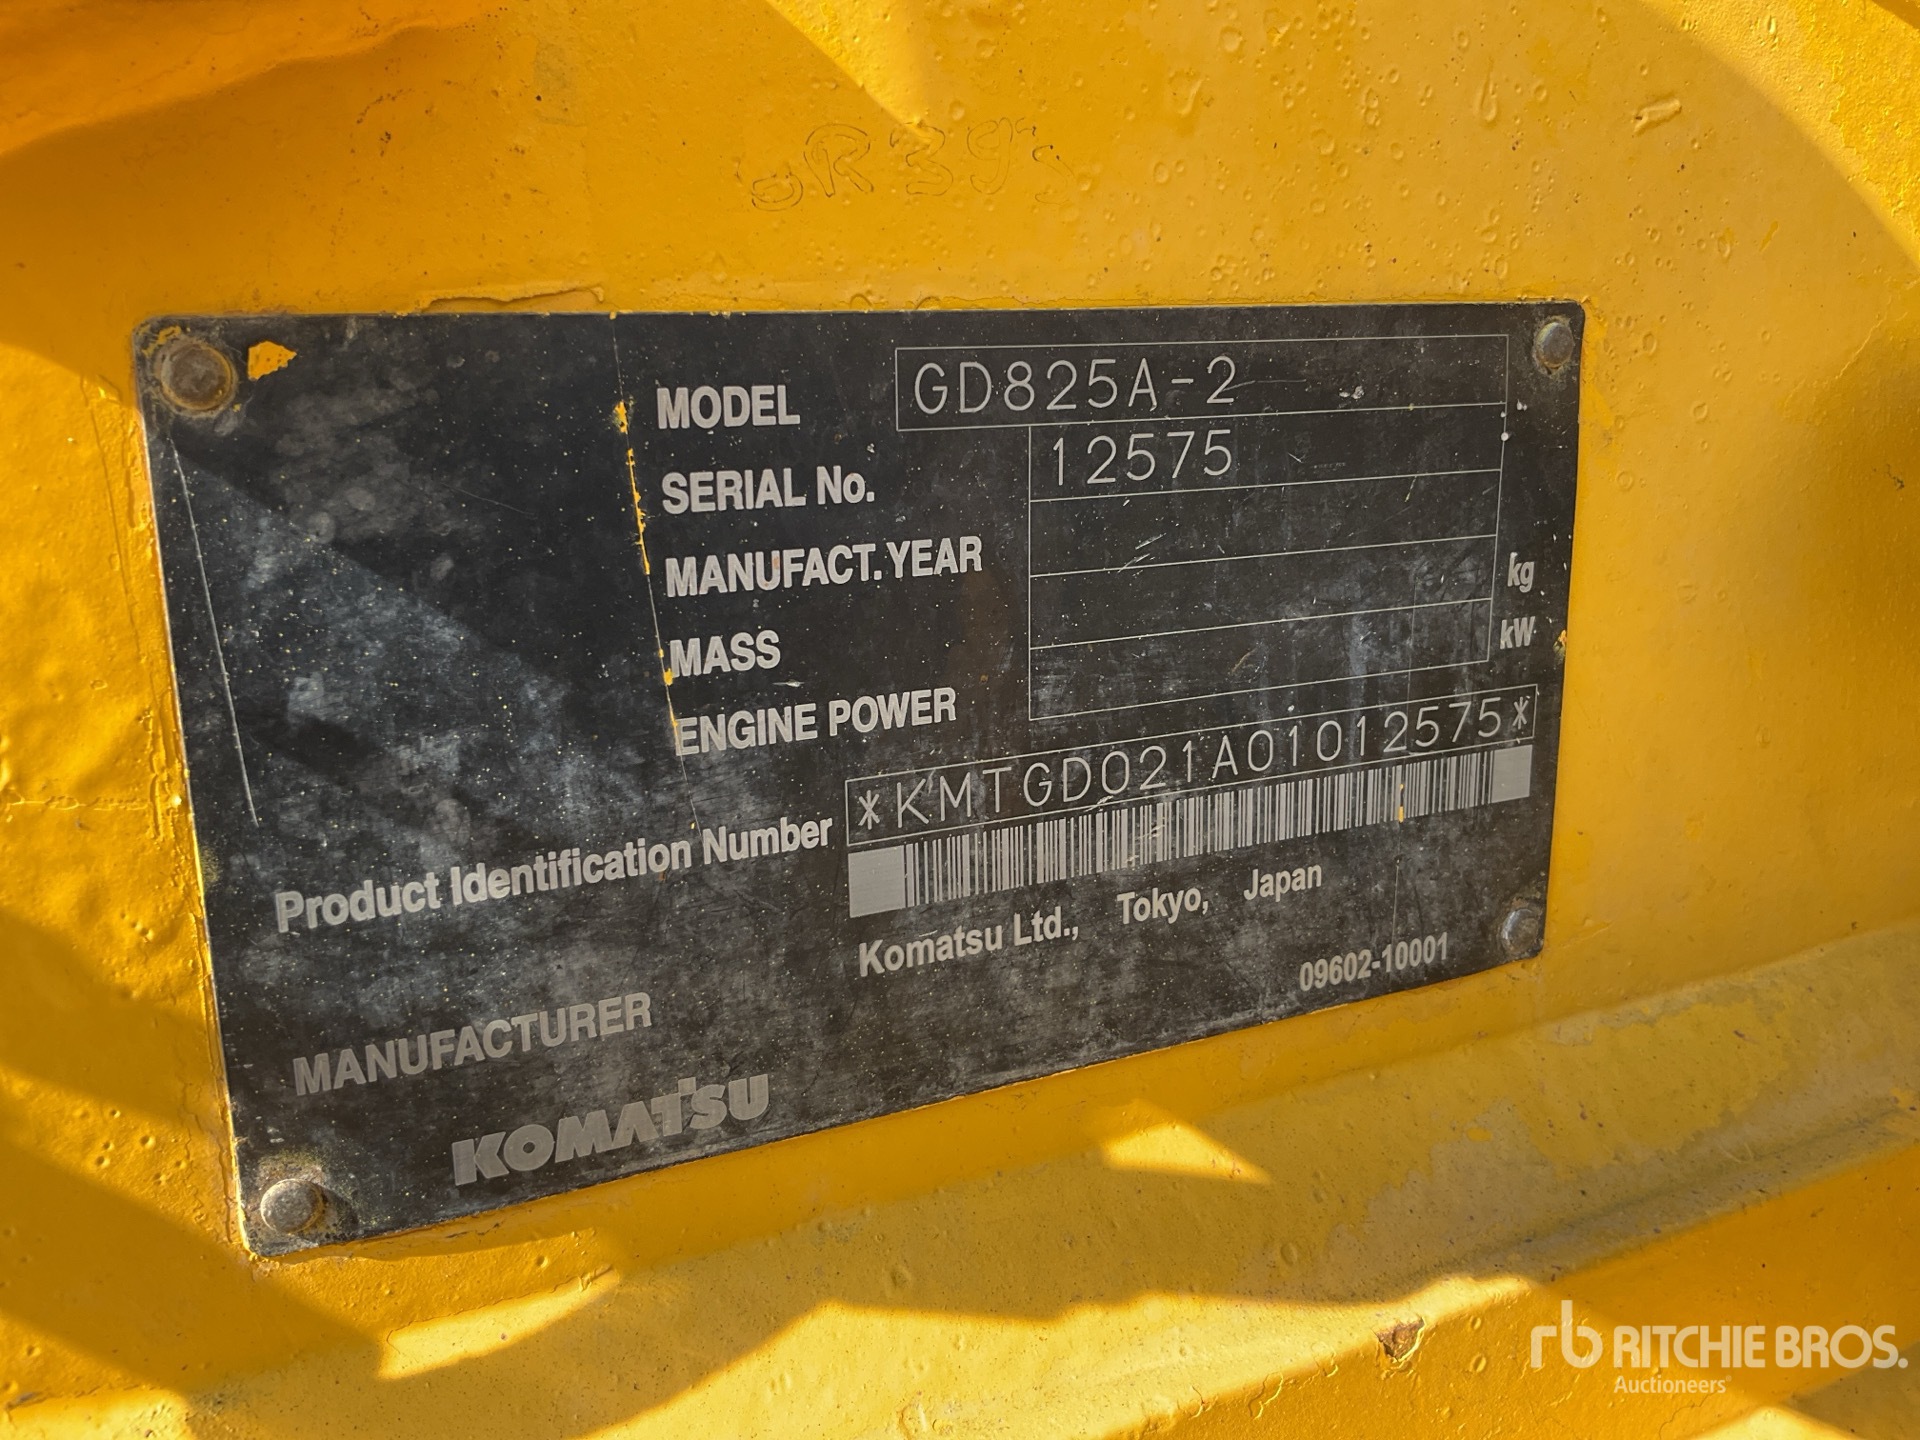 MODEL GD825A-2
SERIAL No. 12575
MANUFACT. YEAR
MASS kg
ENGINE POWER kW
Product Identification Number *KMTGD021A01012575*
MANUFACTURER Komatsu Ltd., Tokyo, Japan
09602-10001
KOMATSU
rb RITCHIE BROS.
Auctioneers